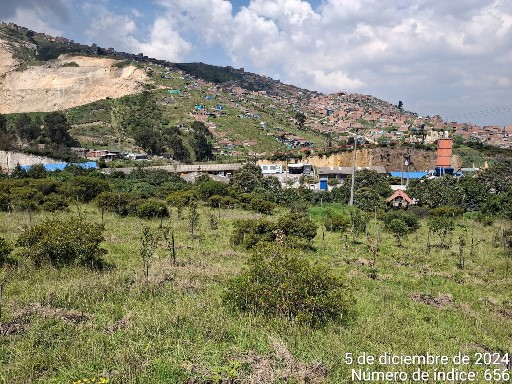 5 de diciembre de 2024
Número de índice: 656